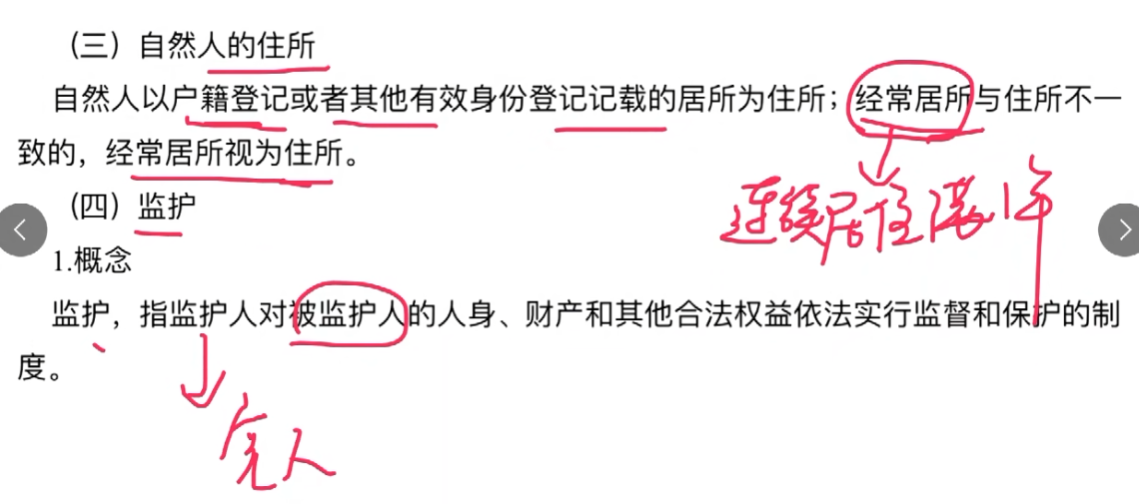 （三）自然人的住所
自然人以户籍登记或者其他有效身份登记记载的居所为住所；经常居所与住所不一
致的，经常居所视为住所。
连续居住满1年
（四）监护
1.概念
监护，指监护人对被监护人的人身、财产和其他合法权益依法实行监督和保护的制
度。
完人